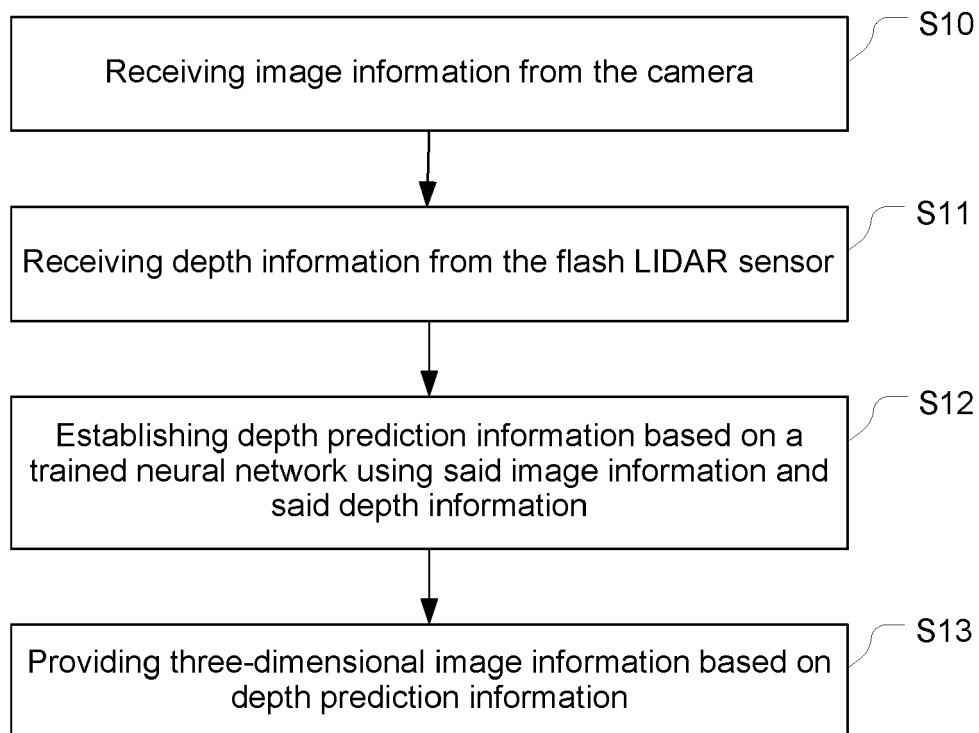 S10
Receiving image information from the camera
S11
Receiving depth information from the flash LIDAR sensor
S12
Establishing depth prediction information based on a
trained neural network using said image information and
said depth information
S13
Providing three-dimensional image information based on
depth prediction information